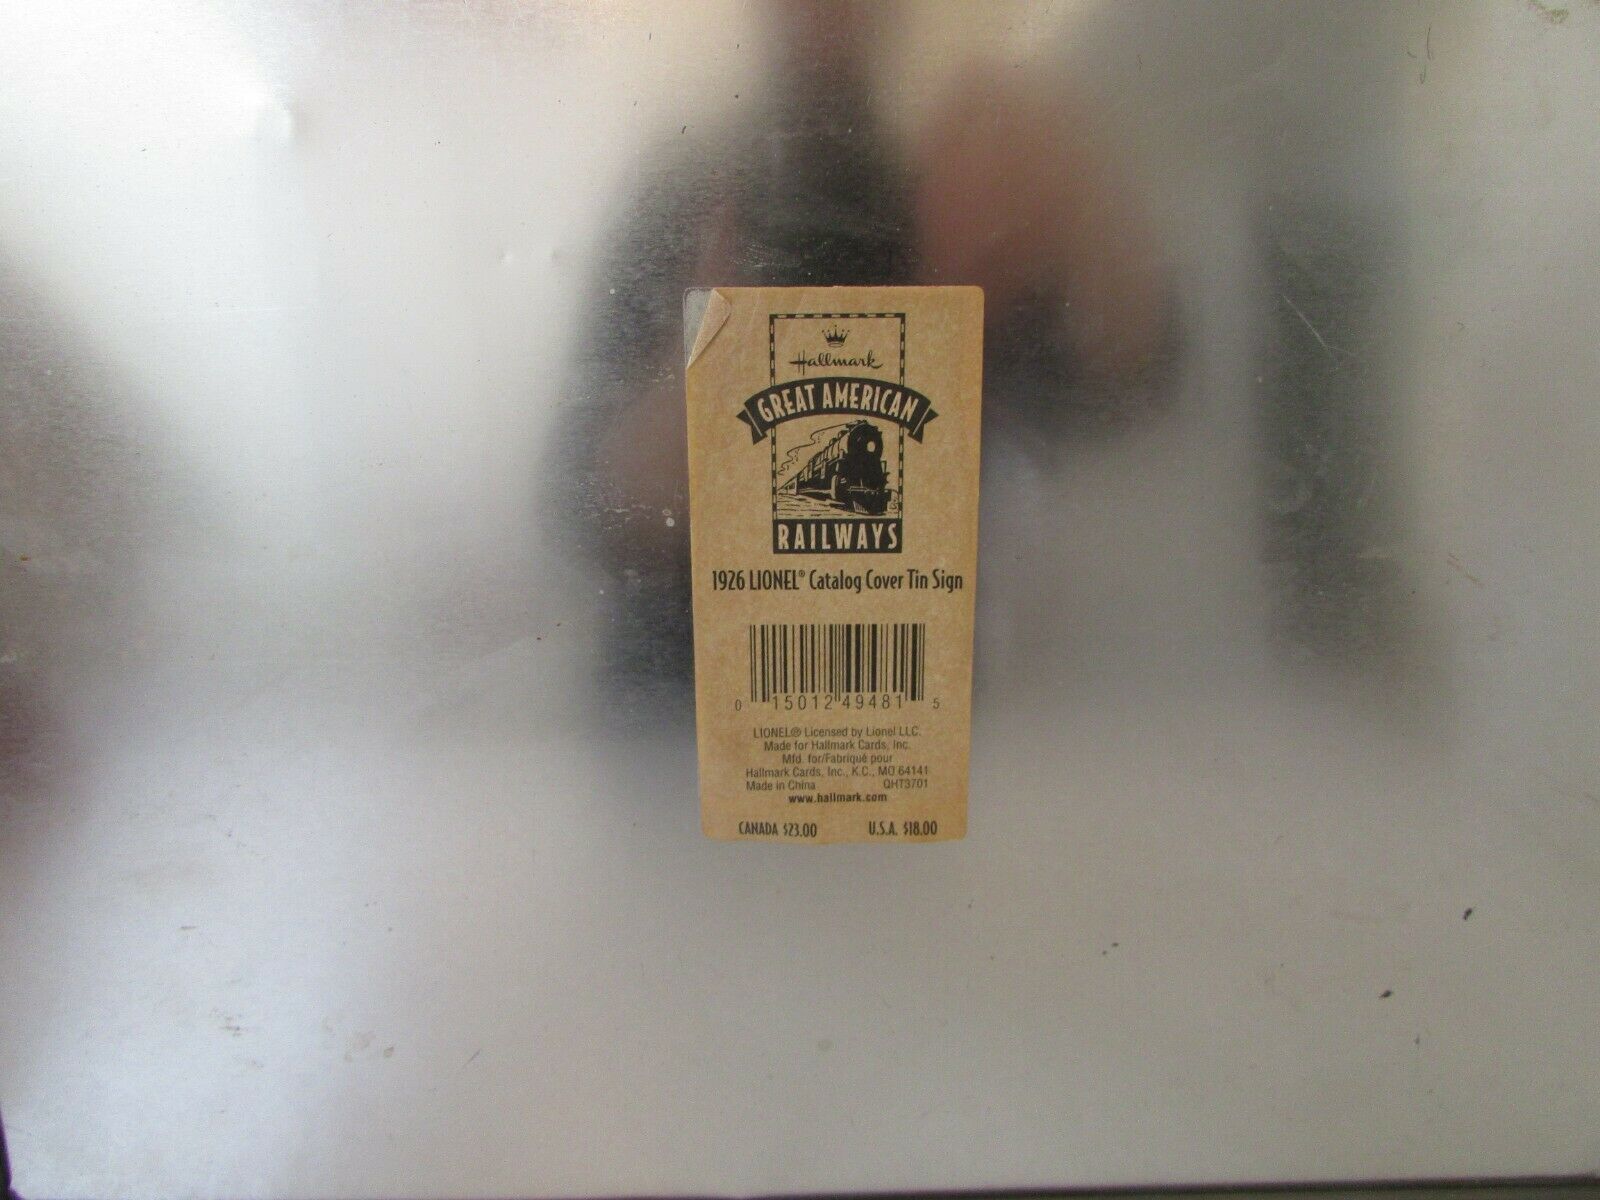 Hallmark
GREAT AMERICAN
RAILWAYS
1926 LIONEL® Catalog Cover Tin Sign
0 15012 49481 5
LIONEL® Licensed by Lionel LLC.
Made for Hallmark Cards, Inc.
Mfd. for/Fabriqué pour
Hallmark Cards, Inc., K.C., MO 64141
Made in China QHT3701
www.hallmark.com
CANADA $23.00 U.S.A. $18.00